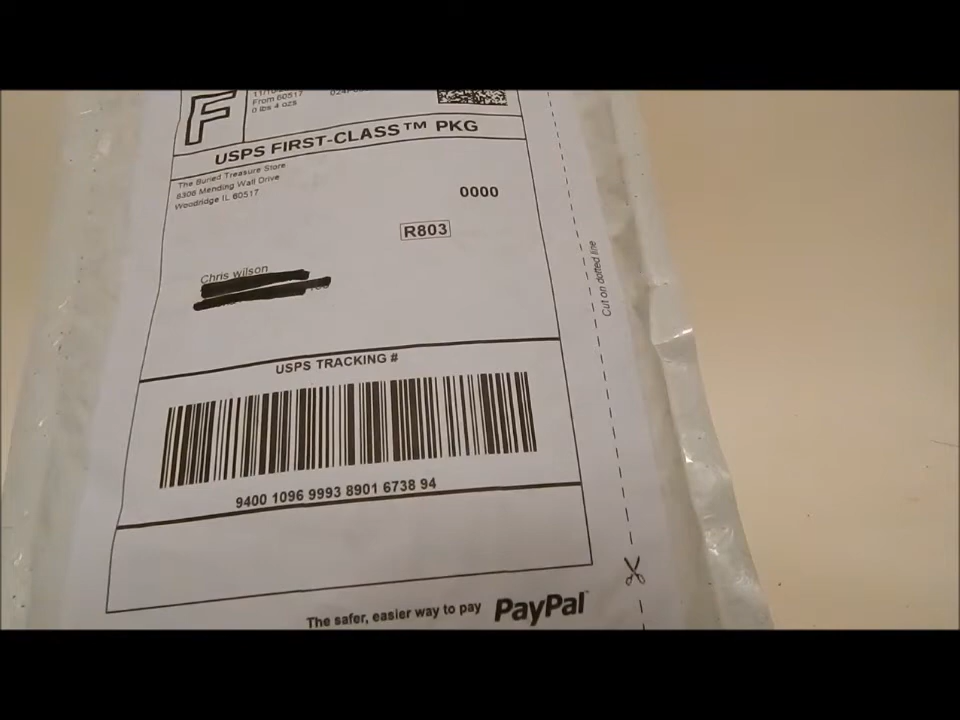 F
From 60517
0 lbs 4 ozs
USPS FIRST-CLASS™ PKG
The Buried Treasure Store
8308 Mending Wall Drive
Woodridge IL 60517
0000
R803
Chris wilson
USPS TRACKING #
9400 1096 9993 8901 6738 94
Cut on dotted line
The safer, easier way to pay PayPal